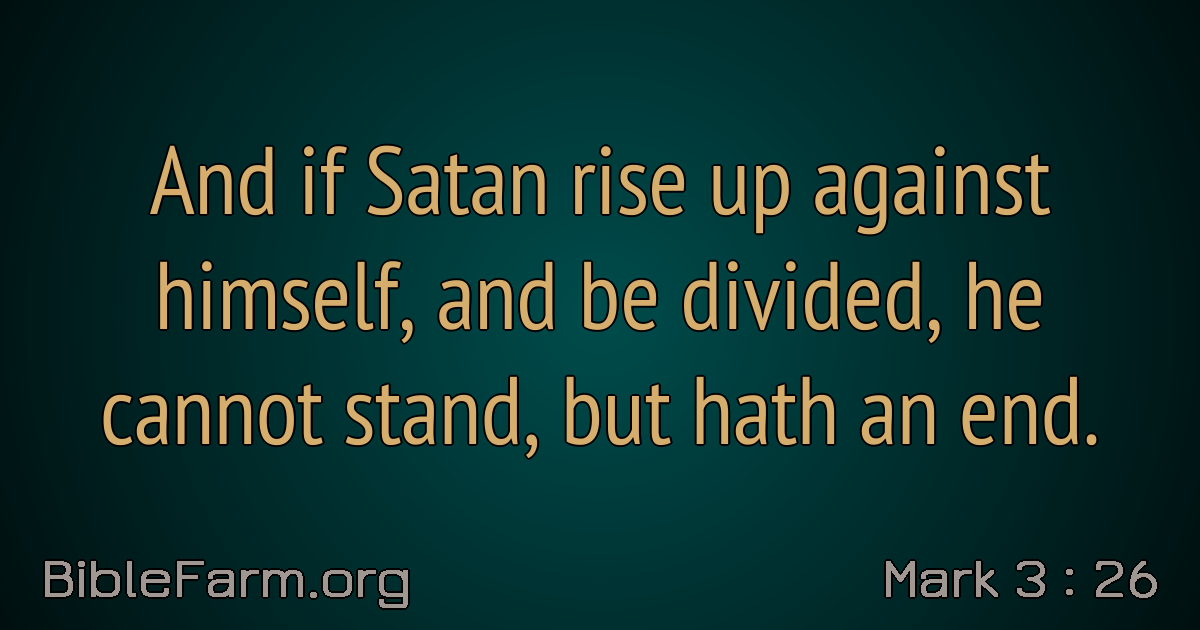 And if Satan rise up against
himself, and be divided, he
cannot stand, but hath an end.
BibleFarm.org
Mark 3 : 26